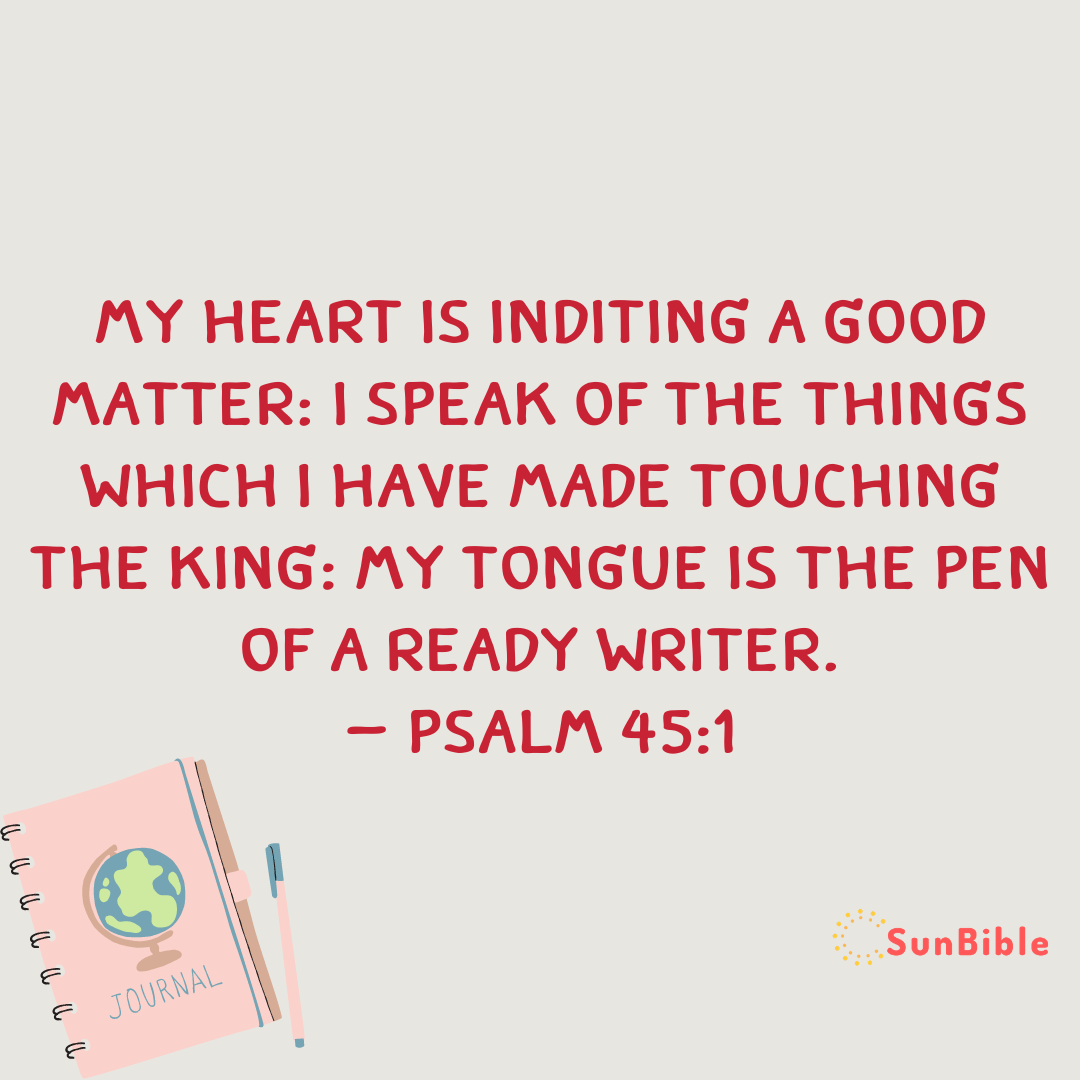 MY HEART IS INDITING A GOOD
MATTER: I SPEAK OF THE THINGS
WHICH I HAVE MADE TOUCHING
THE KING: MY TONGUE IS THE PEN
OF A READY WRITER.
— PSALM 45:1
JOURNAL
SunBible